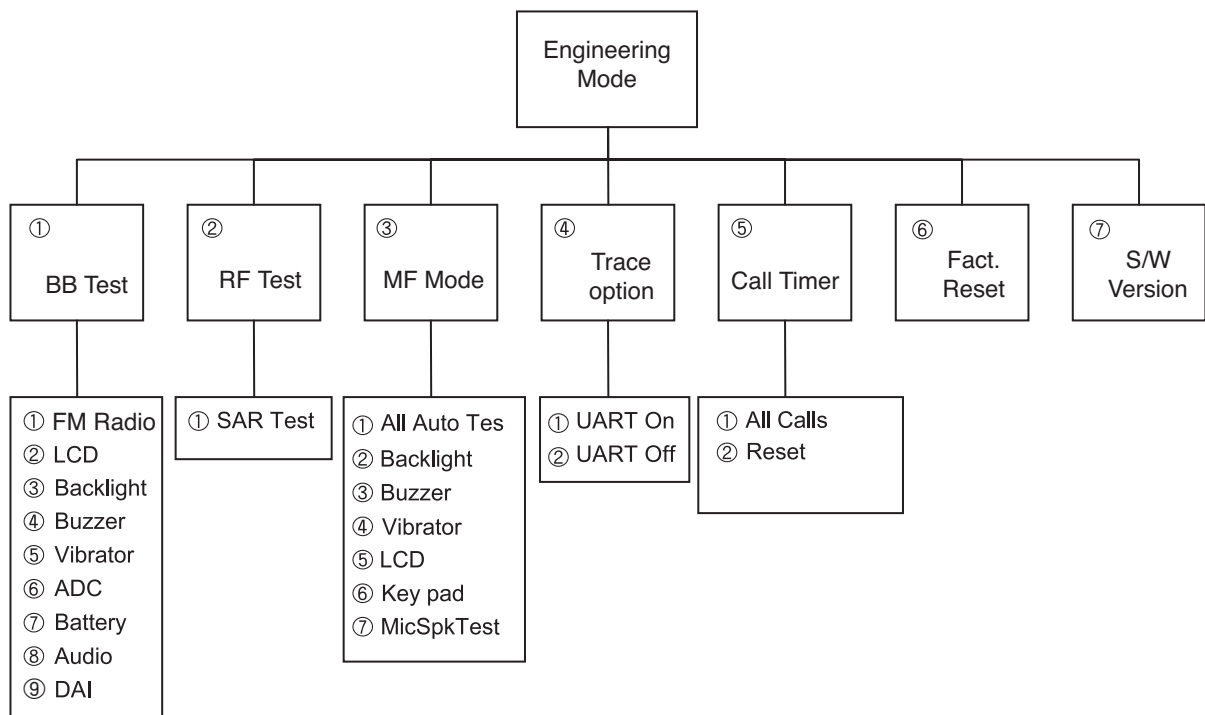 Engineering
Mode
①
BB Test
②
RF Test
③
MF Mode
④
Trace
option
⑤
Call Timer
⑥
Fact.
Reset
⑦
S/W
Version
① FM Radio
② LCD
③ Backlight
④ Buzzer
⑤ Vibrator
⑥ ADC
⑦ Battery
⑧ Audio
⑨ DAI
① SAR Test
① All Auto Tes
② Backlight
③ Buzzer
④ Vibrator
⑤ LCD
⑥ Key pad
⑦ MicSpkTest
① UART On
② UART Off
① All Calls
② Reset